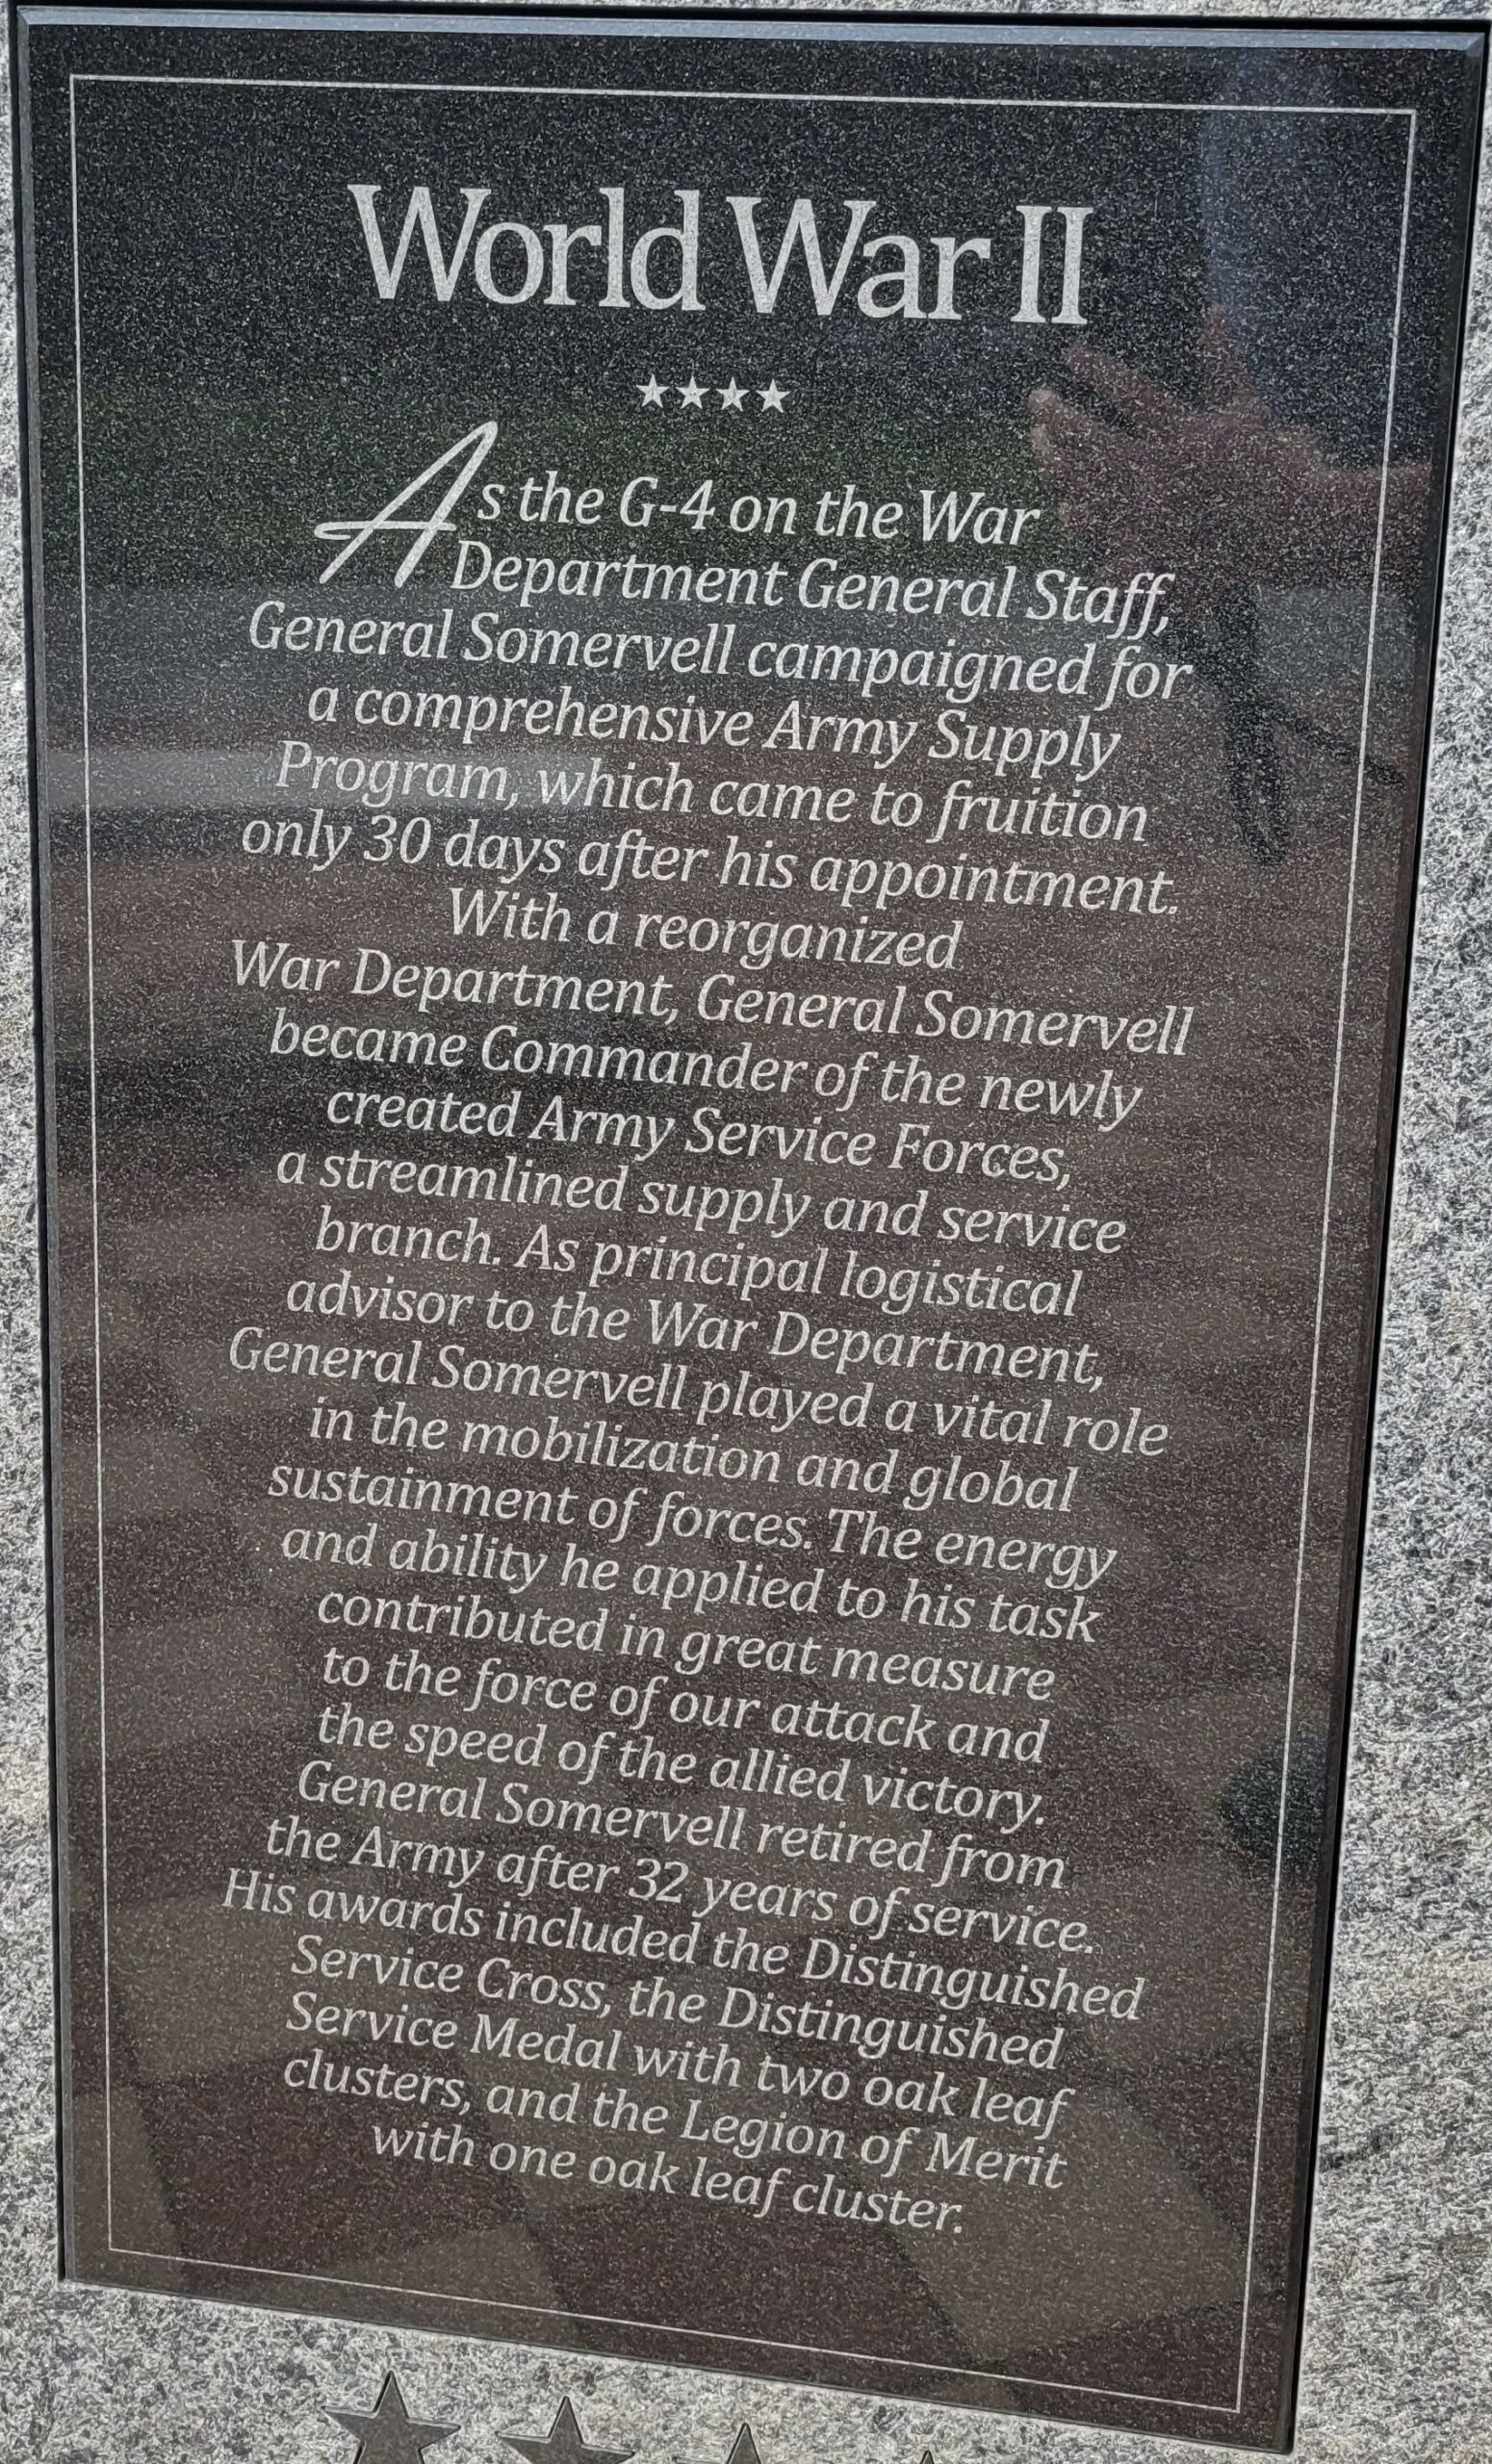 World War II
As the G-4 on the War
Department General Staff,
General Somervell campaigned for
a comprehensive Army Supply
Program, which came to fruition
only 30 days after his appointment.
With a reorganized
War Department, General Somervell
became Commander of the newly
created Army Service Forces,
a streamlined supply and service
branch. As principal logistical
advisor to the War Department,
General Somervell played a vital role
in the mobilization and global
sustainment of forces. The energy
and ability he applied to his task
contributed in great measure
to the force of our attack and
the speed of the allied victory.
General Somervell retired from
the Army after 32 years of service.
His awards included the Distinguished
Service Cross, the Distinguished
Service Medal with two oak leaf
clusters, and the Legion of Merit
with one oak leaf cluster.